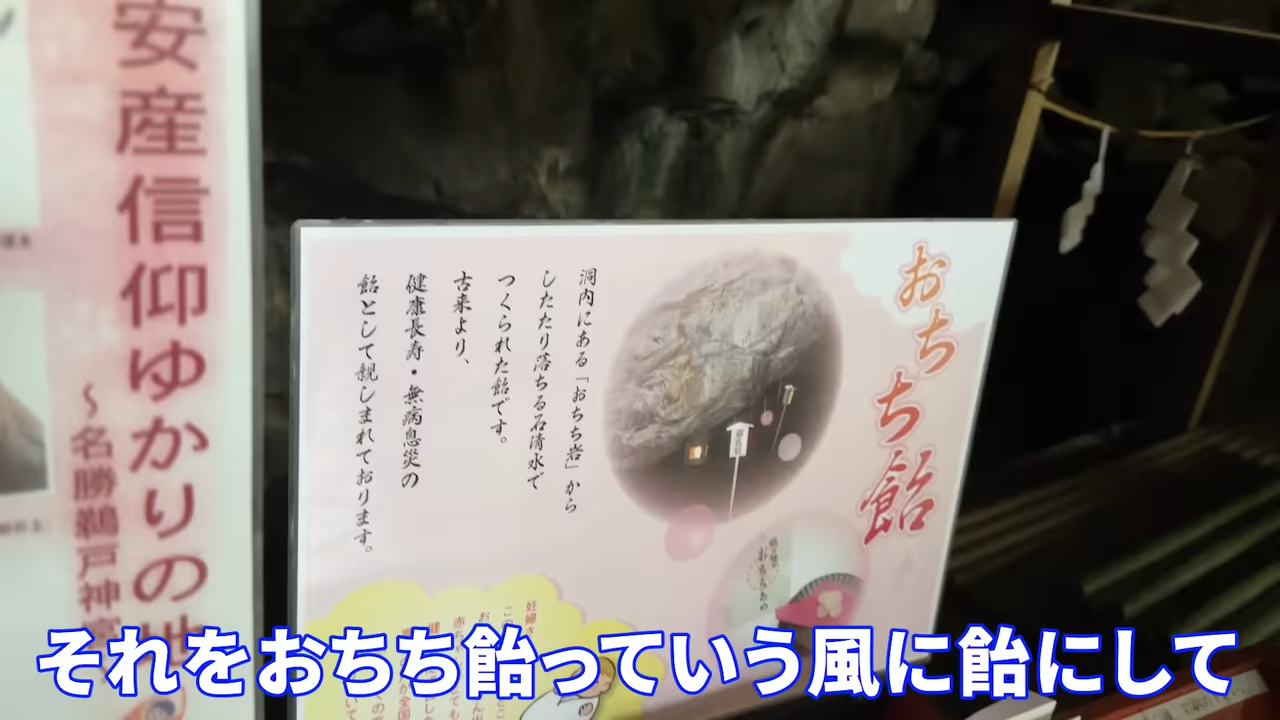 安産信仰ゆかりの地
〜名勝鵜戸神宮
おちち飴
洞内にある「おちち岩」から
したたり落ちる石清水で
つくられた飴です。
古来より、
健康長寿・無病息災の
飴として親しまれております。
それをおちち飴っていう風に飴にして